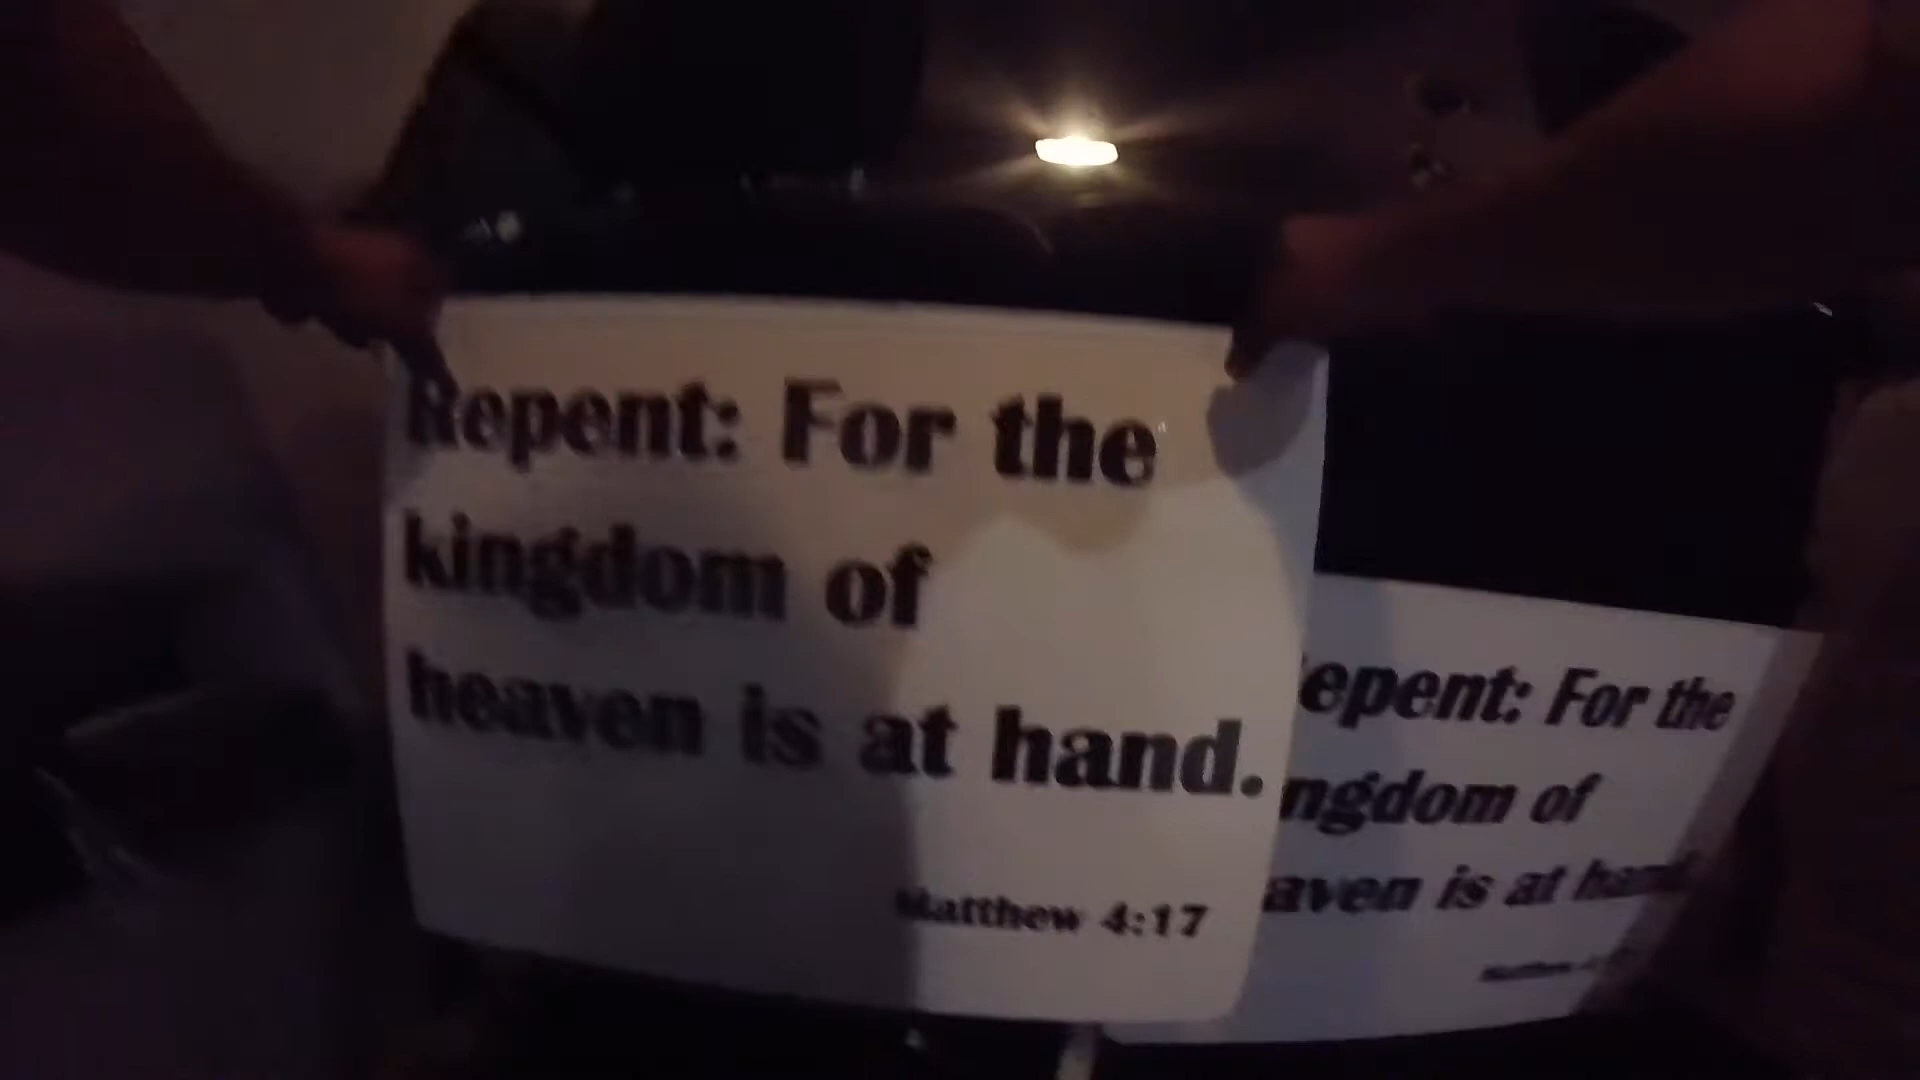 Repent: For the
kingdom of
heaven is at hand.
Matthew 4:17
epent: For the
ngdom of
aven is at hand